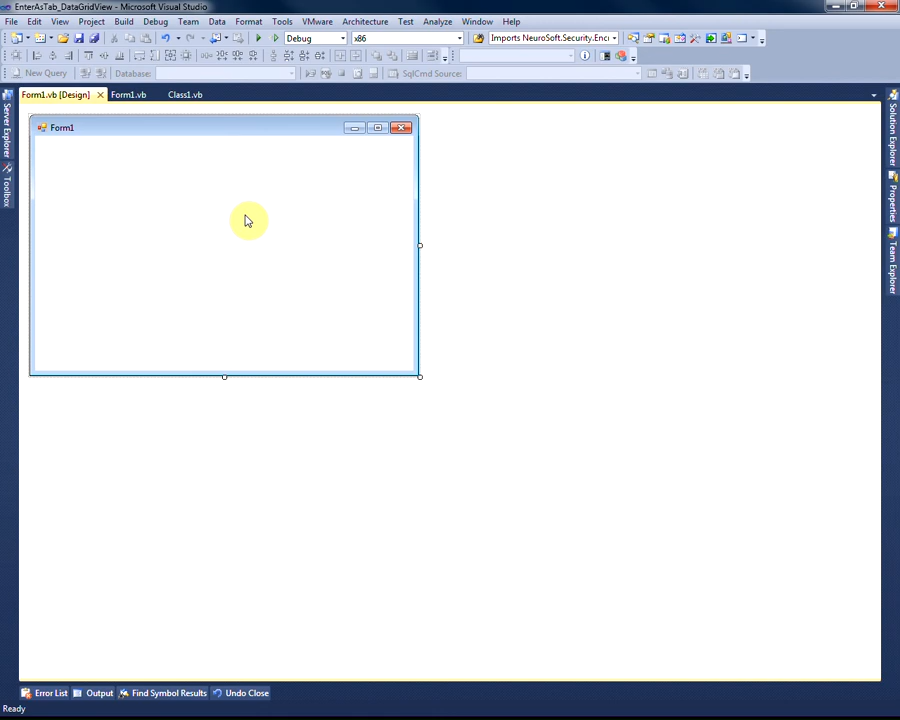 EnterAsTab_DataGridView - Microsoft Visual Studio
File Edit View Project Build Debug Team Data Format Tools VMware Architecture Test Analyze Window Help
Debug x86 Imports NeuroSoft.Security.Enc
New Query Database: SqlCmd Source:
Form1.vb [Design] Form1.vb Class1.vb
Server Explorer
Toolbox
Form1
Solution Explorer
Properties
Team Explorer
Error List Output Find Symbol Results Undo Close
Ready